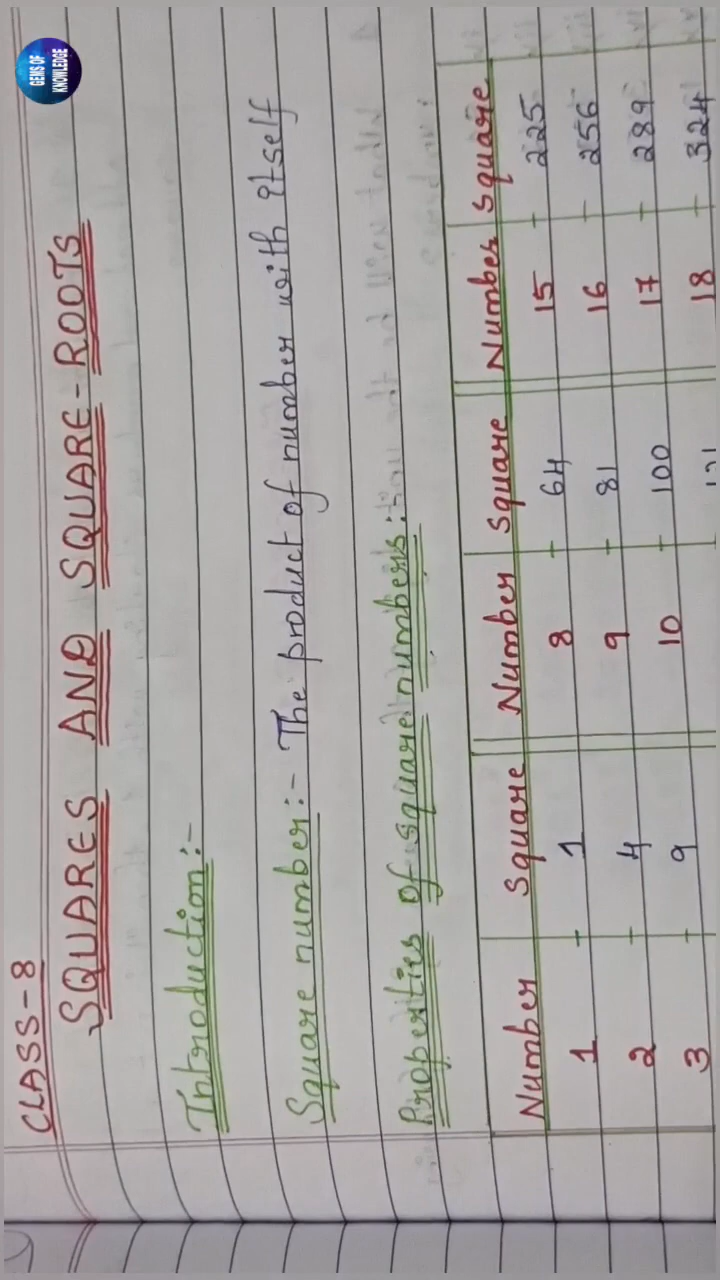 GEMS OF
KNOWLEDGE
CLASS-8
SQUARES AND SQUARE-ROOTS
Introduction:-
Square number:- The product of number with itself
Properties of square numbers:
Number Square Number Square Number Square
1 - 1 8 - 64 15 - 225
2 - 4 9 - 81 16 - 256
3 - 9 10 - 100 17 - 289
18 - 324